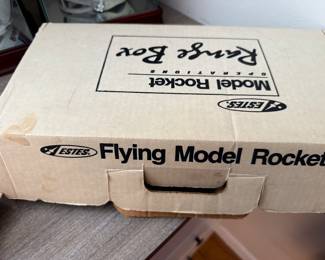 ESTES
Model Rocket
OPERATIONS
Range Box
ESTES Flying Model Rocket